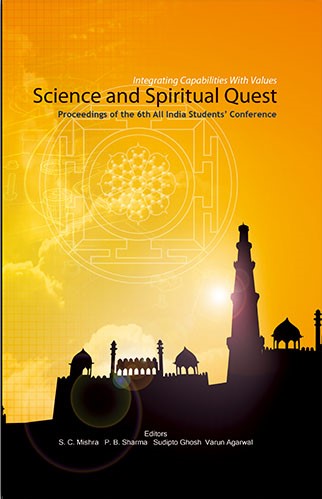 Integrating Capabilities With Values
Science and Spiritual Quest
Proceedings of the 6th All India Students' Conference
Editors
S. C. Mishra P. B. Sharma Sudipto Ghosh Varun Agarwal